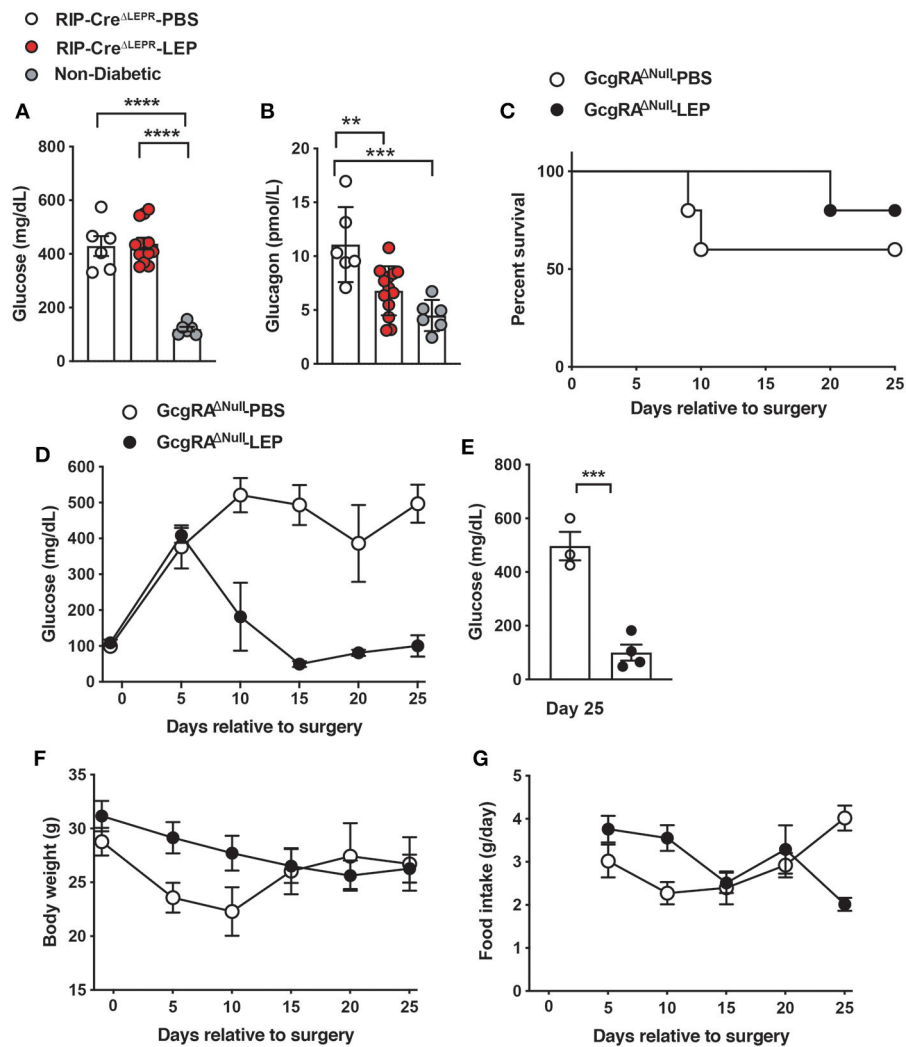 RIP-Cre^ΔLEPR-PBS
RIP-Cre^ΔLEPR-LEP
Non-Diabetic
GcgRA^ΔNull-PBS
GcgRA^ΔNull-LEP
A
****
****
800
600
400
200
0
Glucose (mg/dL)
B
**
***
20
15
10
5
0
Glucagon (pmol/L)
C
100
80
60
40
20
0
Percent survival
0 5 10 15 20 25
Days relative to surgery
GcgRA^ΔNull-PBS
GcgRA^ΔNull-LEP
D
600
500
400
300
200
100
0
Glucose (mg/dL)
0 5 10 15 20 25
Days relative to surgery
E
***
800
600
400
200
0
Glucose (mg/dL)
Day 25
F
35
30
25
20
15
Body weight (g)
0 5 10 15 20 25
Days relative to surgery
G
5
4
3
2
1
0
Food intake (g/day)
0 5 10 15 20 25
Days relative to surgery